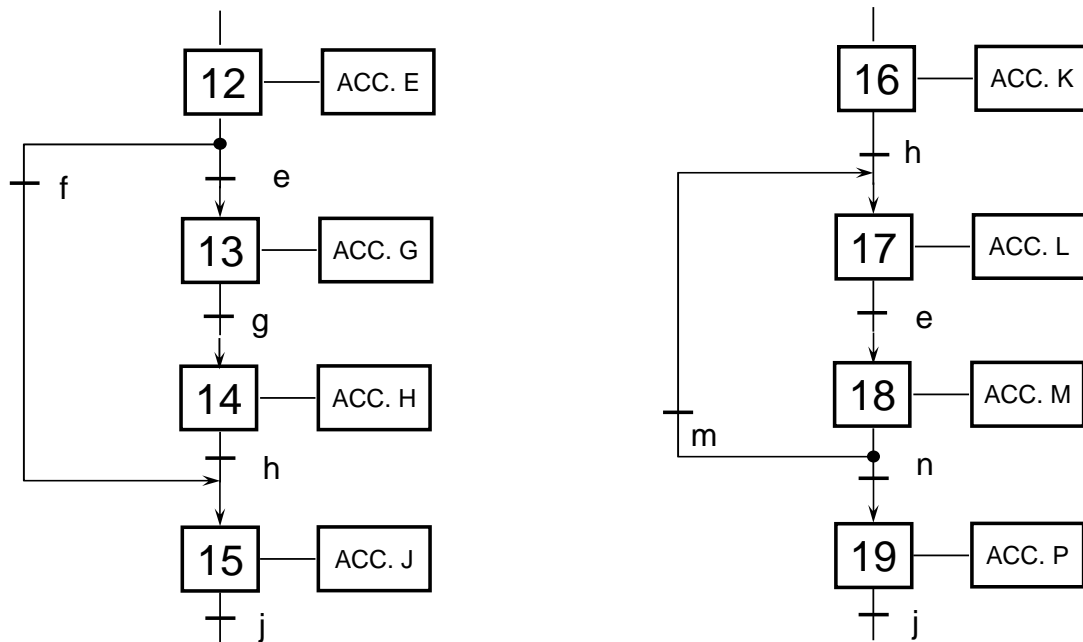 12
ACC. E
f
e
13
ACC. G
g
14
ACC. H
h
15
ACC. J
j
16
ACC. K
h
17
ACC. L
e
18
ACC. M
m
n
19
ACC. P
j